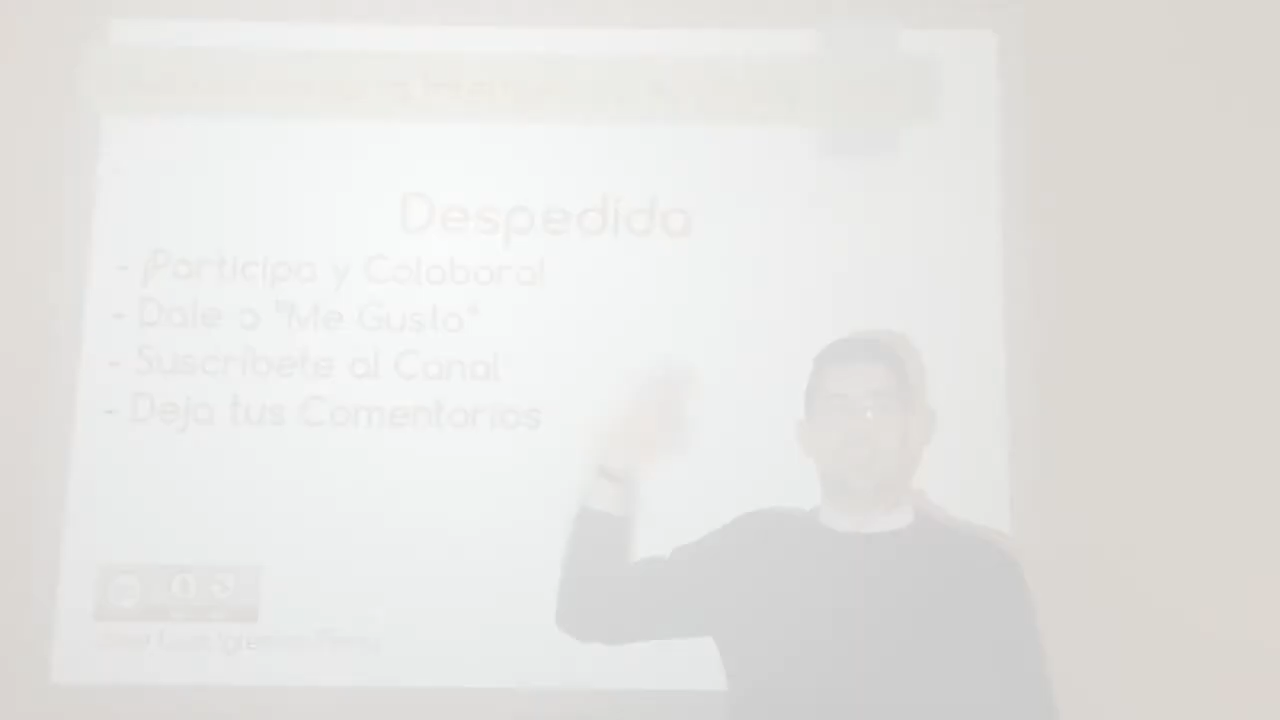 Despedida
- ¡Participa y Colabora!
- Dale a "Me Gusta"
- Suscríbete al Canal
- Deja tus Comentarios